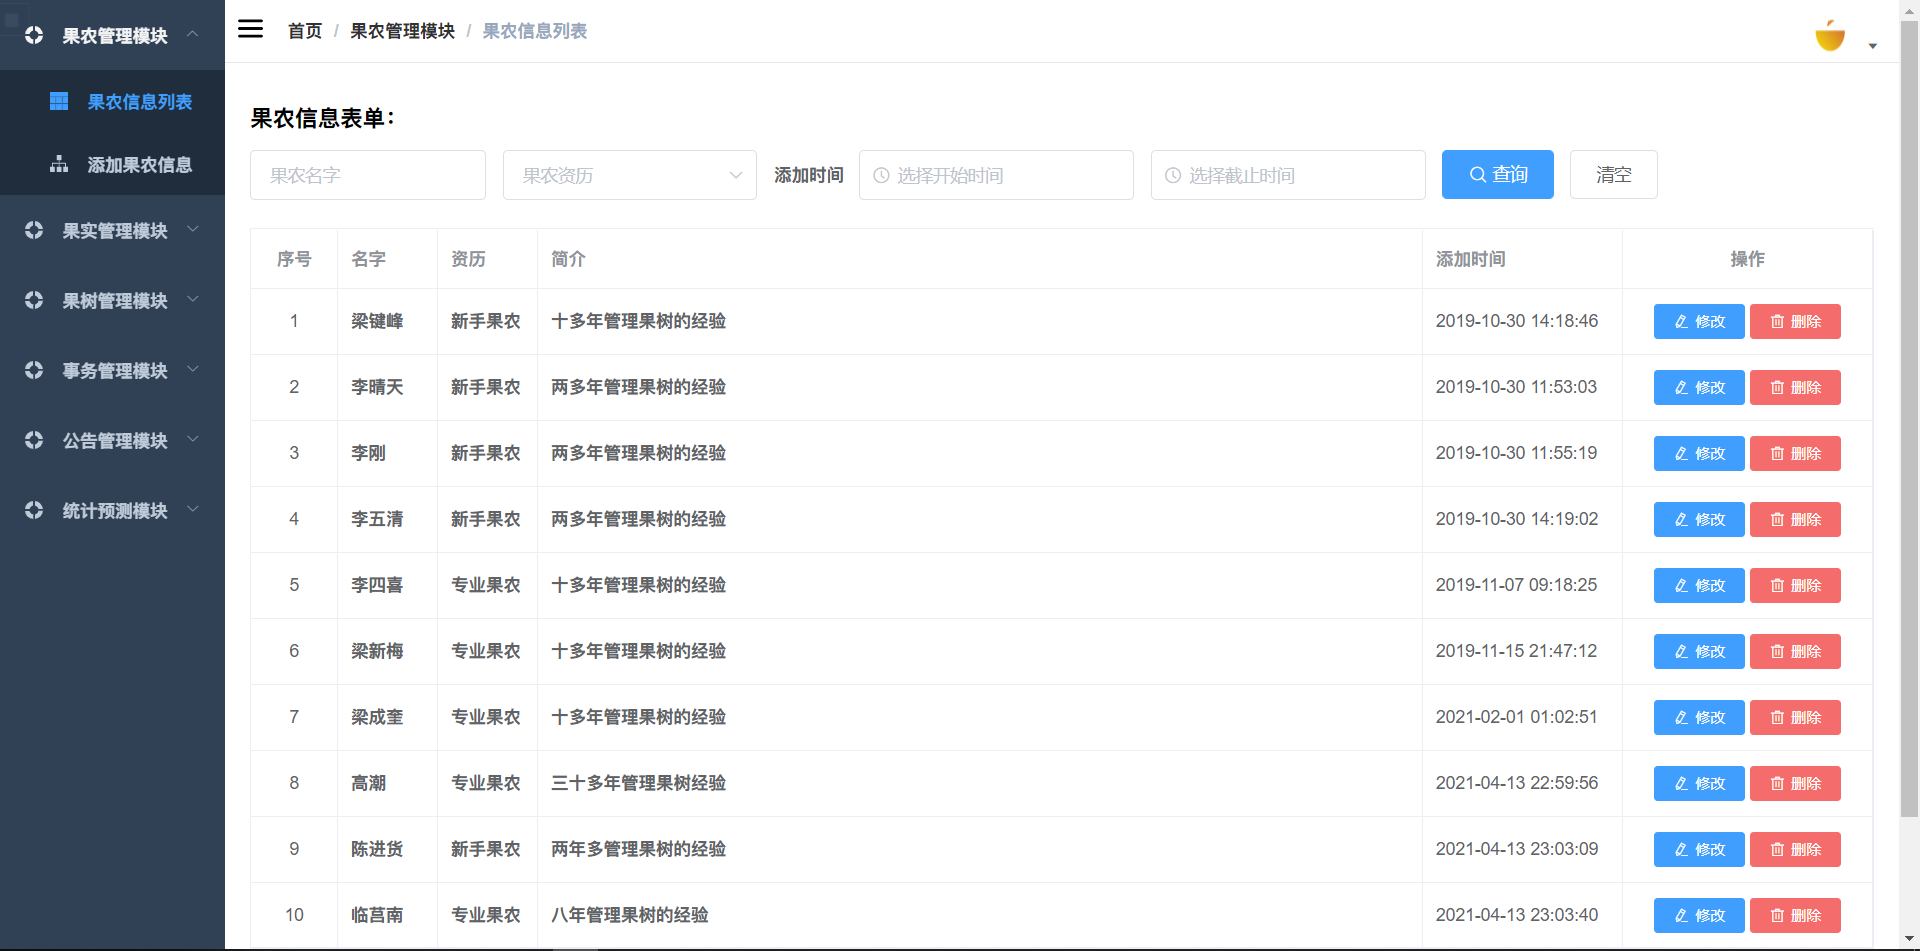 果农管理模块
果农信息列表
添加果农信息
果实管理模块
果树管理模块
事务管理模块
公告管理模块
统计预测模块
首页 / 果农管理模块 / 果农信息列表
果农信息表单：
果农名字 果农资历 添加时间 选择开始时间 选择截止时间 查询 清空
序号 名字 资历 简介 添加时间 操作
1 梁键峰 新手果农 十多年管理果树的经验 2019-10-30 14:18:46 修改 删除
2 李晴天 新手果农 两多年管理果树的经验 2019-10-30 11:53:03 修改 删除
3 李刚 新手果农 两多年管理果树的经验 2019-10-30 11:55:19 修改 删除
4 李五清 新手果农 两多年管理果树的经验 2019-10-30 14:19:02 修改 删除
5 李四喜 专业果农 十多年管理果树的经验 2019-11-07 09:18:25 修改 删除
6 梁新梅 专业果农 十多年管理果树的经验 2019-11-15 21:47:12 修改 删除
7 梁成奎 专业果农 十多年管理果树的经验 2021-02-01 01:02:51 修改 删除
8 高潮 专业果农 三十多年管理果树经验 2021-04-13 22:59:56 修改 删除
9 陈进货 新手果农 两年多管理果树的经验 2021-04-13 23:03:09 修改 删除
10 临莒南 专业果农 八年管理果树的经验 2021-04-13 23:03:40 修改 删除